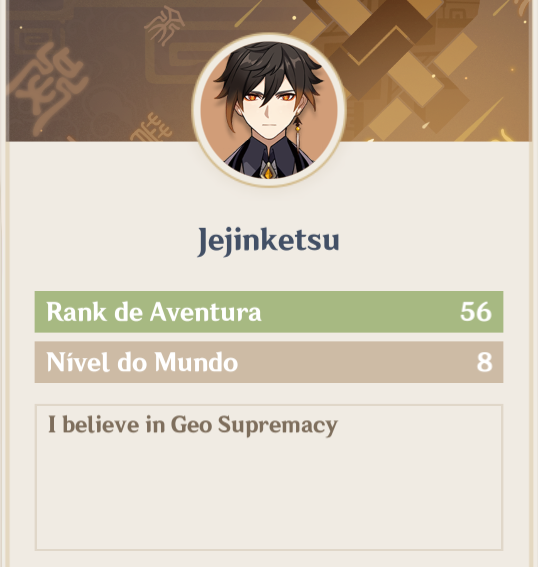 Jejinketsu
Rank de Aventura 56
Nível do Mundo 8
I believe in Geo Supremacy